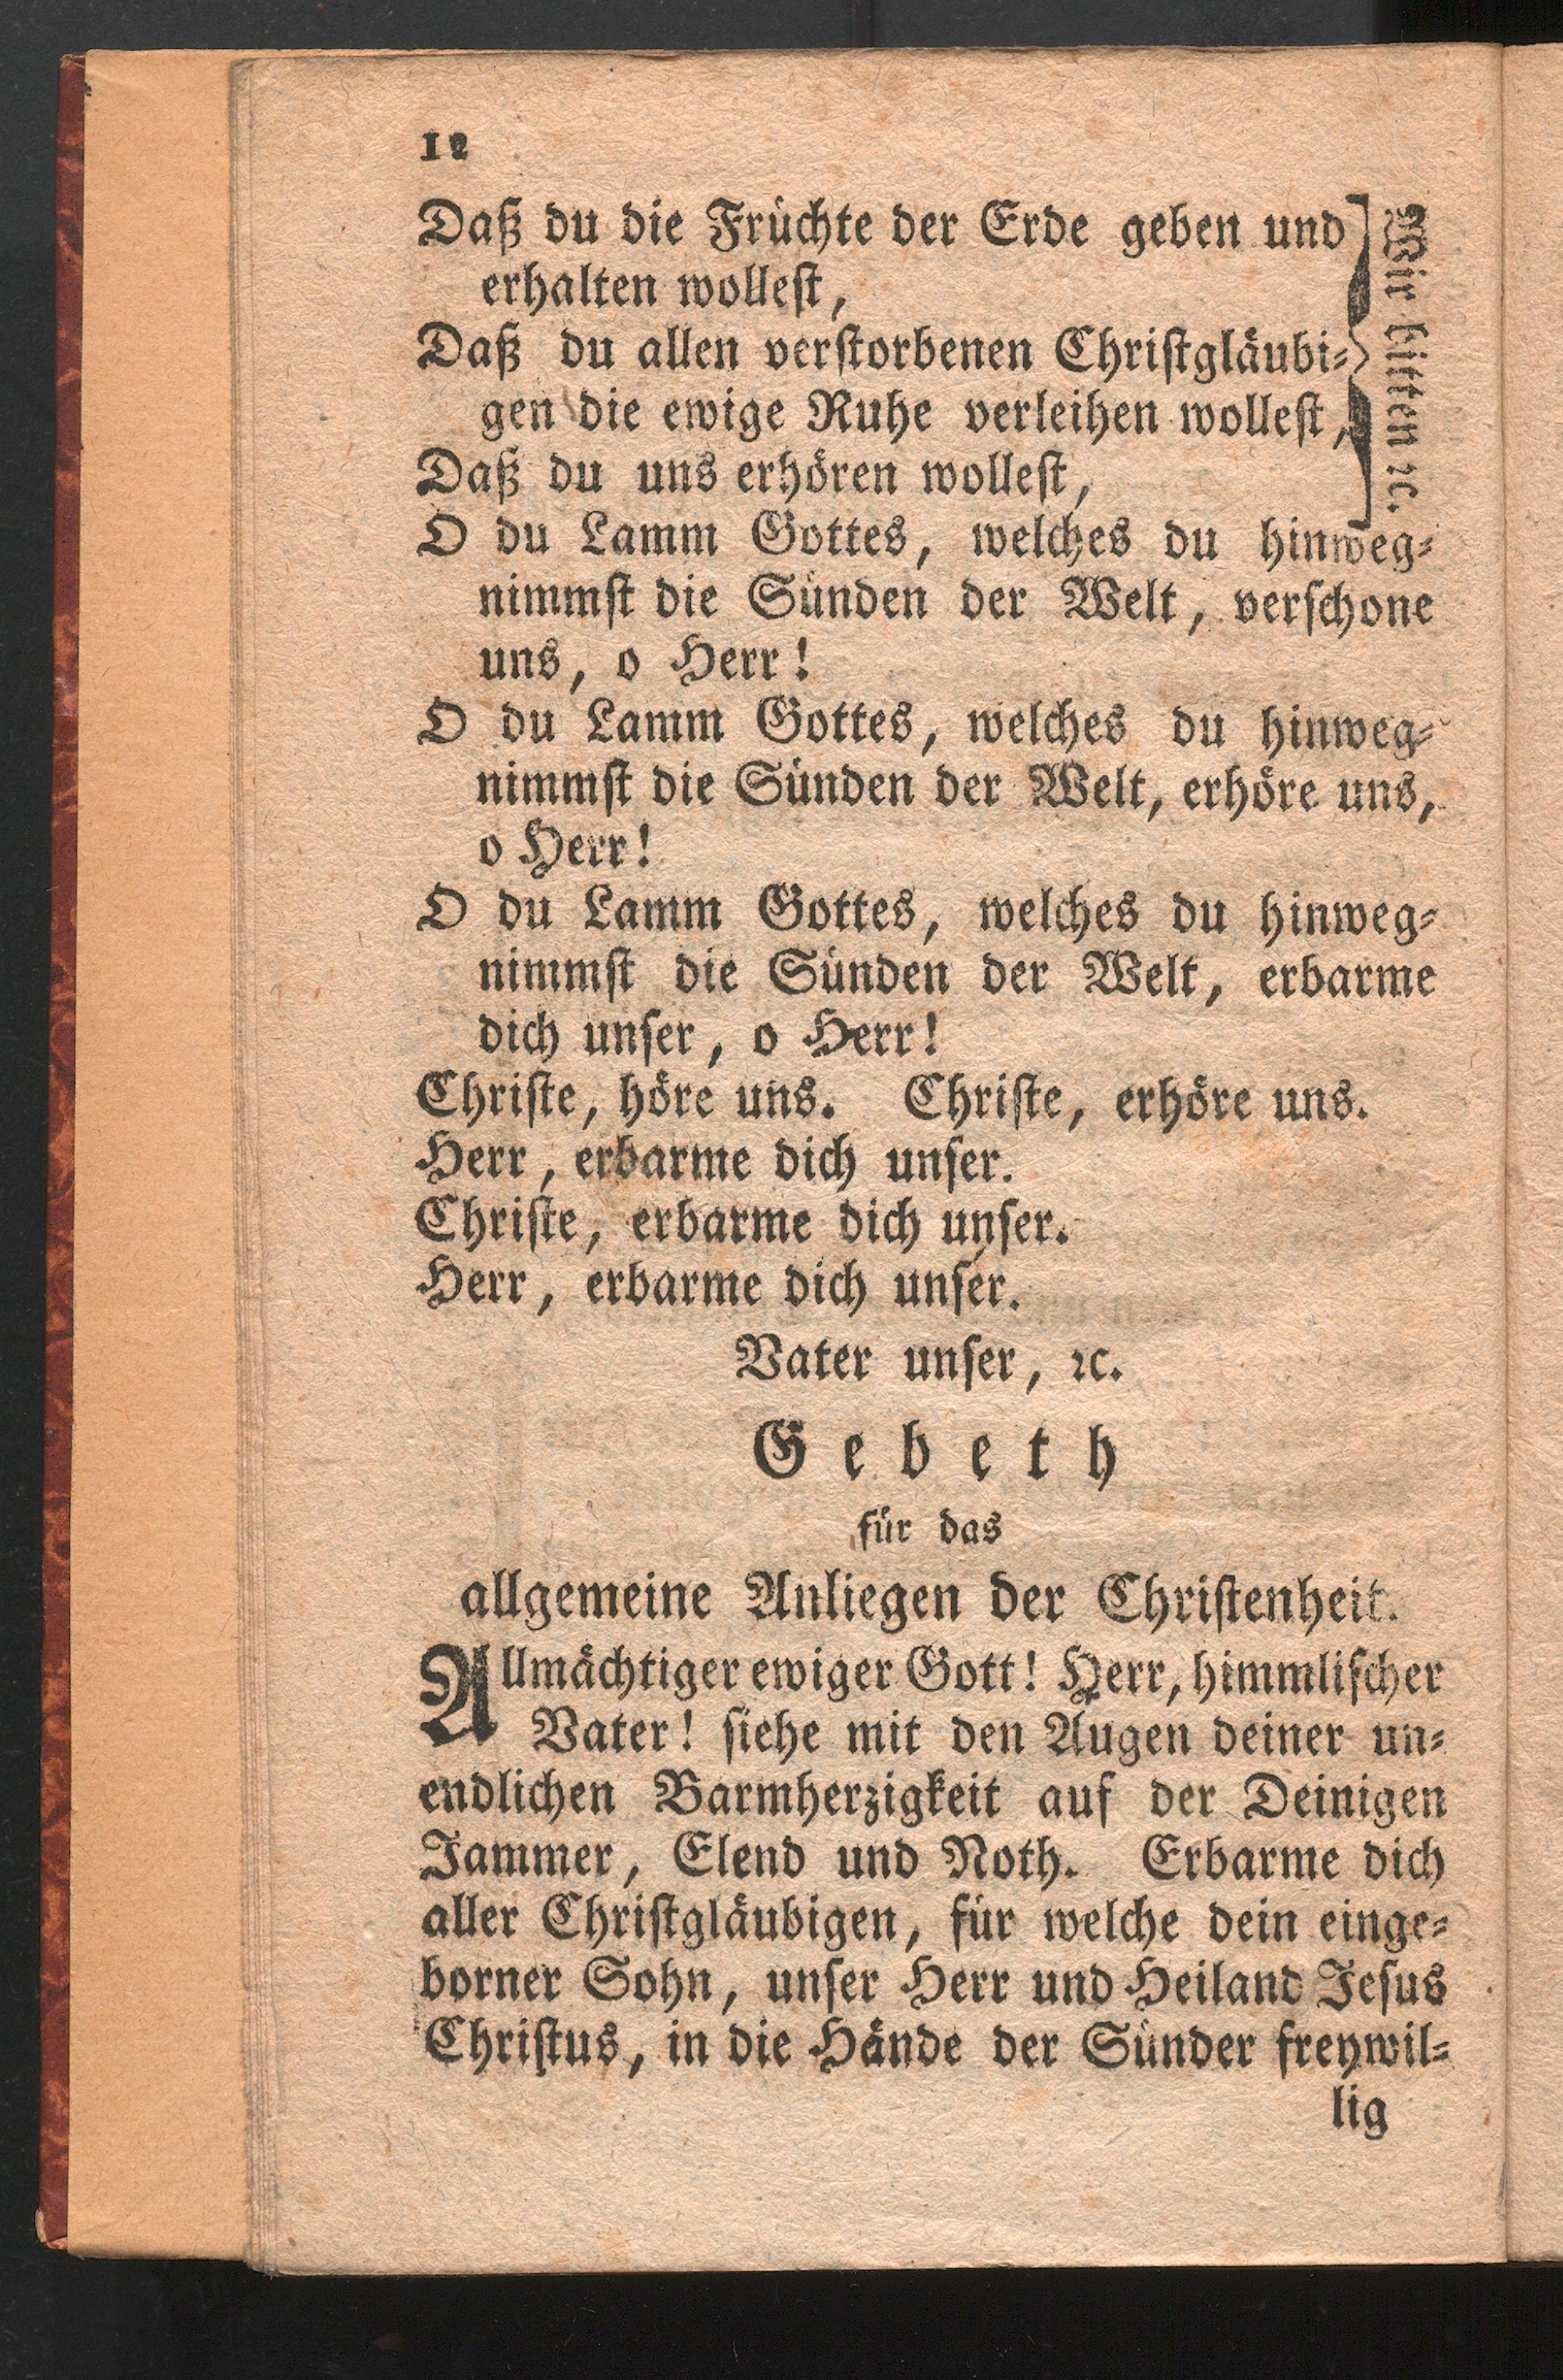 12
Daß du die Früchte der Erde geben und
erhalten wollest,
Daß du allen verstorbenen Christgläubi-
gen die ewige Ruhe verleihen wollest,
Daß du uns erhören wollest,
Wir bitten ꝛc.
O du Lamm Gottes, welches du hinweg-
nimmst die Sünden der Welt, verschone
uns, o Herr!
O du Lamm Gottes, welches du hinweg-
nimmst die Sünden der Welt, erhöre uns,
o Herr!
O du Lamm Gottes, welches du hinweg-
nimmst die Sünden der Welt, erbarme
dich unser, o Herr!
Christe, höre uns. Christe, erhöre uns.
Herr, erbarme dich unser.
Christe, erbarme dich unser.
Herr, erbarme dich unser.
Vater unser, ꝛc.
Gebeth
für das
allgemeine Anliegen der Christenheit.
Allmächtiger ewiger Gott! Herr, himmlischer
Vater! siehe mit den Augen deiner un-
endlichen Barmherzigkeit auf der Deinigen
Jammer, Elend und Noth. Erbarme dich
aller Christgläubigen, für welche dein einge-
borner Sohn, unser Herr und Heiland Jesus
Christus, in die Hände der Sünder freywil-
lig